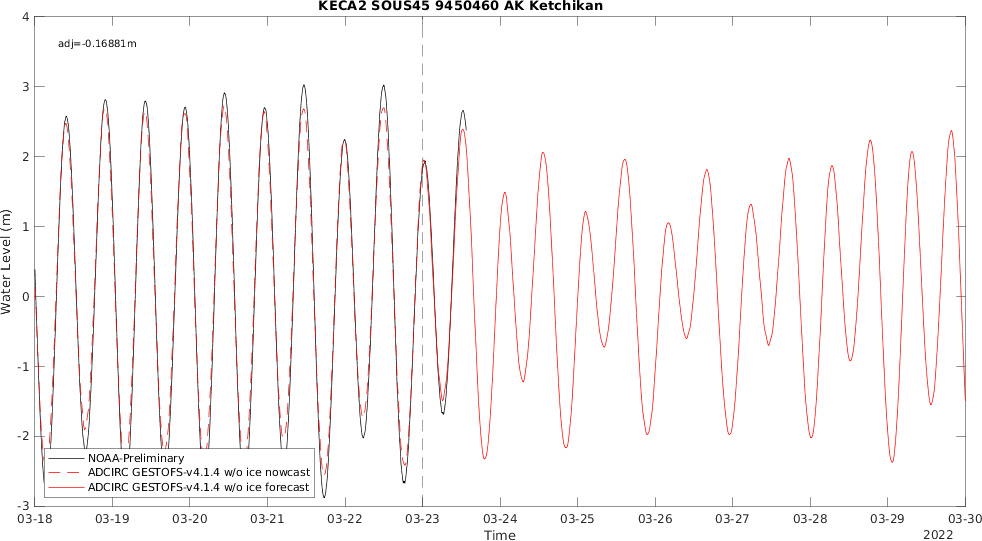 KECA2 SOUS45 9450460 AK Ketchikan
adj=-0.16881m
4
3
2
1
0
-1
-2
-3
Water Level (m)
NOAA-Preliminary
ADCIRC GESTOFS-v4.1.4 w/o ice nowcast
ADCIRC GESTOFS-v4.1.4 w/o ice forecast
03-18 03-19 03-20 03-21 03-22 03-23 03-24 03-25 03-26 03-27 03-28 03-29 03-30
Time
2022